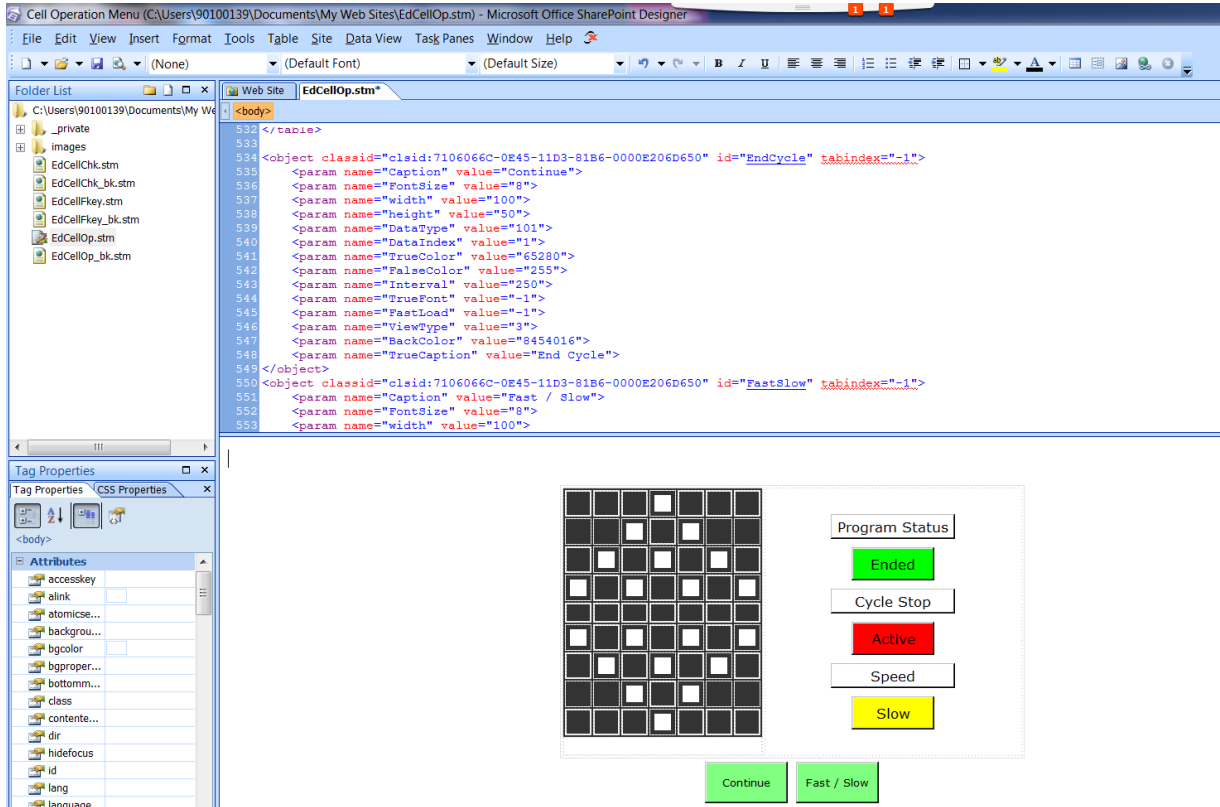 Cell Operation Menu (C:\Users\90100139\Documents\My Web Sites\EdCellOp.stm) - Microsoft Office SharePoint Designer
1 1
File Edit View Insert Format Tools Table Site Data View Task Panes Window Help
(None) (Default Font) (Default Size) B I U A
Folder List
C:\Users\90100139\Documents\My We
_private
images
EdCellChk.stm
EdCellChk_bk.stm
EdCellFkey.stm
EdCellFkey_bk.stm
EdCellOp.stm
EdCellOp_bk.stm
Web Site EdCellOp.stm*
<body>
532 </table>
533
534 <object classid="clsid:7106066C-0E45-11D3-81B6-0000E206D650" id="EndCycle" tabindex="-1">
535 <param name="Caption" value="Continue">
536 <param name="FontSize" value="8">
537 <param name="width" value="100">
538 <param name="height" value="50">
539 <param name="DataType" value="101">
540 <param name="DataIndex" value="1">
541 <param name="TrueColor" value="65280">
542 <param name="FalseColor" value="255">
543 <param name="Interval" value="250">
544 <param name="TrueFont" value="-1">
545 <param name="FastLoad" value="-1">
546 <param name="ViewType" value="3">
547 <param name="BackColor" value="8454016">
548 <param name="TrueCaption" value="End Cycle">
549 </object>
550 <object classid="clsid:7106066C-0E45-11D3-81B6-0000E206D650" id="FastSlow" tabindex="-1">
551 <param name="Caption" value="Fast / Slow">
552 <param name="FontSize" value="8">
553 <param name="width" value="100">
Tag Properties
Tag Properties CSS Properties
<body>
Attributes
accesskey
alink
atomicse...
backgrou...
bgcolor
bgproper...
bottomm...
class
contente...
dir
hidefocus
id
lang
language
Program Status
Ended
Cycle Stop
Active
Speed
Slow
Continue Fast / Slow